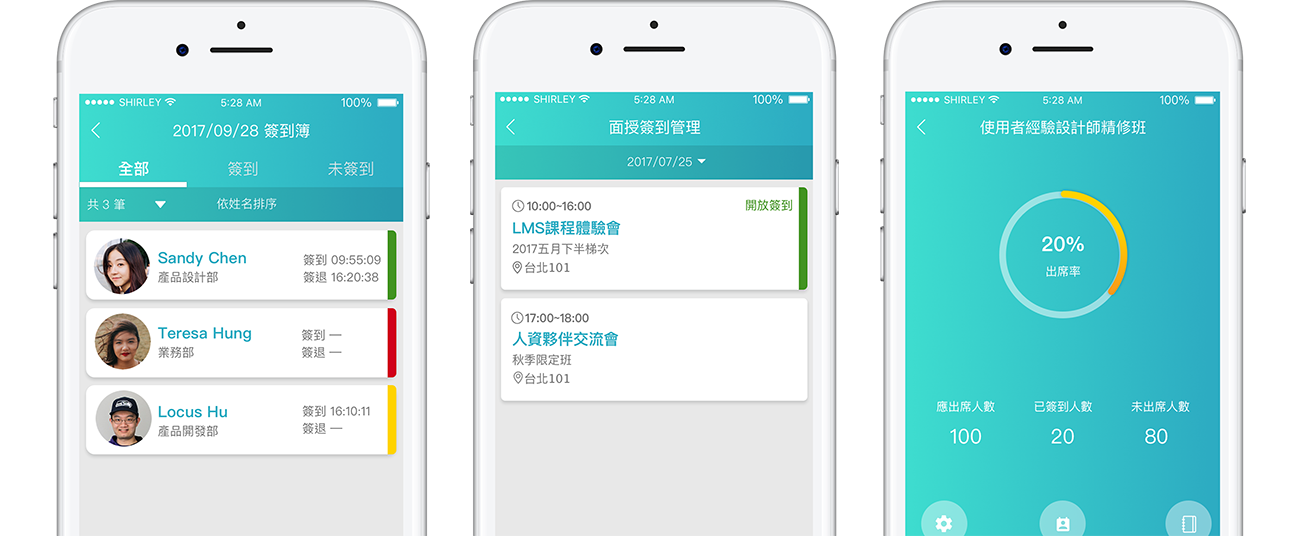 SHIRLEY 5:28 AM 100%
2017/09/28 簽到簿
全部 簽到 未簽到
共 3 筆 依姓名排序
Sandy Chen
產品設計部
簽到 09:55:09
簽退 16:20:38
Teresa Hung
業務部
簽到 —
簽退 —
Locus Hu
產品開發部
簽到 16:10:11
簽退 —
SHIRLEY 5:28 AM 100%
面授簽到管理
2017/07/25
10:00~16:00 開放簽到
LMS課程體驗會
2017五月下半梯次
台北101
17:00~18:00
人資夥伴交流會
秋季限定班
台北101
SHIRLEY 5:28 AM 100%
使用者經驗設計師精修班
20%
出席率
應出席人數 已簽到人數 未出席人數
100 20 80